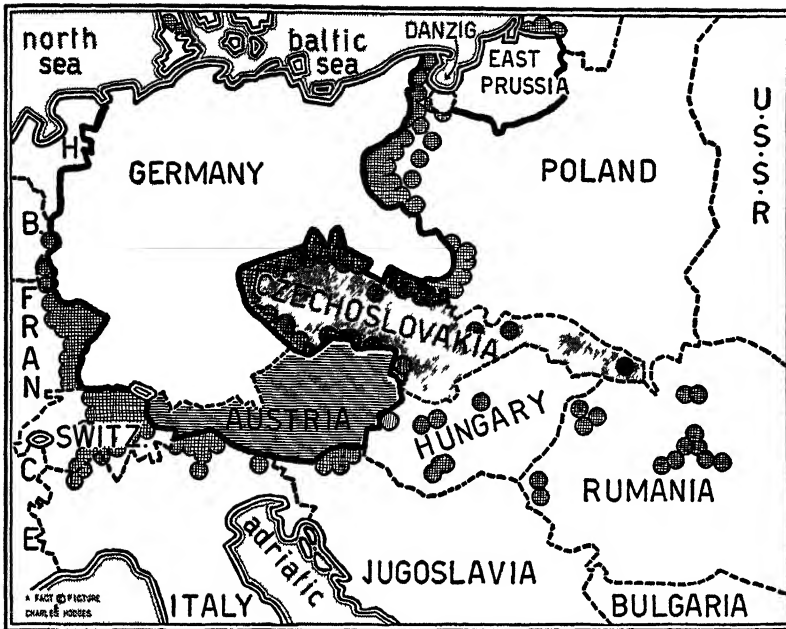 north
sea
baltic
sea
DANZIG
EAST
PRUSSIA
U.S.S.R
H
GERMANY
POLAND
B
CZECHOSLOVAKIA
FRANCE
AUSTRIA
SWITZ.
HUNGARY
RUMANIA
adriatic
JUGOSLAVIA
ITALY
BULGARIA
A FACT PICTURE
CHARLES HODGES